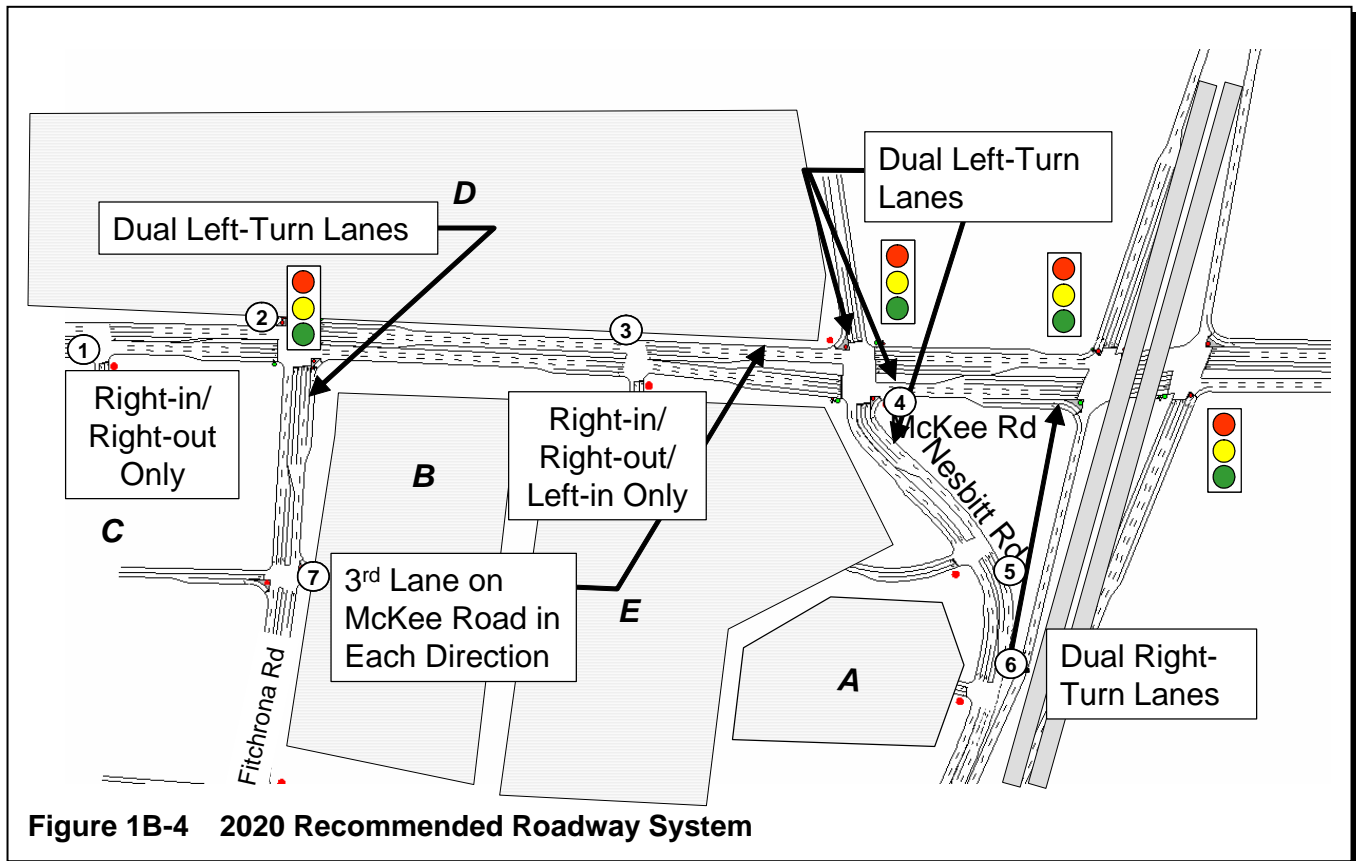 Dual Left-Turn
Lanes
D
Dual Left-Turn Lanes
2
3
1
Right-in/
Right-out
Only
4
McKee Rd
Right-in/
Right-out/
Left-in Only
B
Nesbitt Rd
C
7
5
3rd Lane on
McKee Road in
Each Direction
E
6
Dual Right-
Turn Lanes
A
Fitchrona Rd
Figure 1B-4 2020 Recommended Roadway System